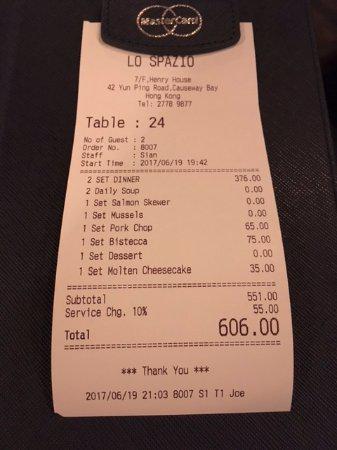 MasterCard
LO SPAZIO
7/F,Henry House
42 Yun Ping Road,Causeway Bay
Hong Kong
Tel: 2778 9877
Table : 24
No of Guest : 2
Order No. : 8007
Staff : Sian
Start Time : 2017/06/19 19:42
2 SET DINNER 376.00
2 Daily Soup 0.00
1 Set Salmon Skewer 0.00
1 Set Mussels 0.00
1 Set Pork Chop 65.00
1 Set Bistecca 75.00
1 Set Dessert 0.00
1 Set Molten Cheesecake 35.00
Subtotal 551.00
Service Chg. 10% 55.00
Total 606.00
*** Thank You ***
2017/06/19 21:03 8007 S1 T1 Joe